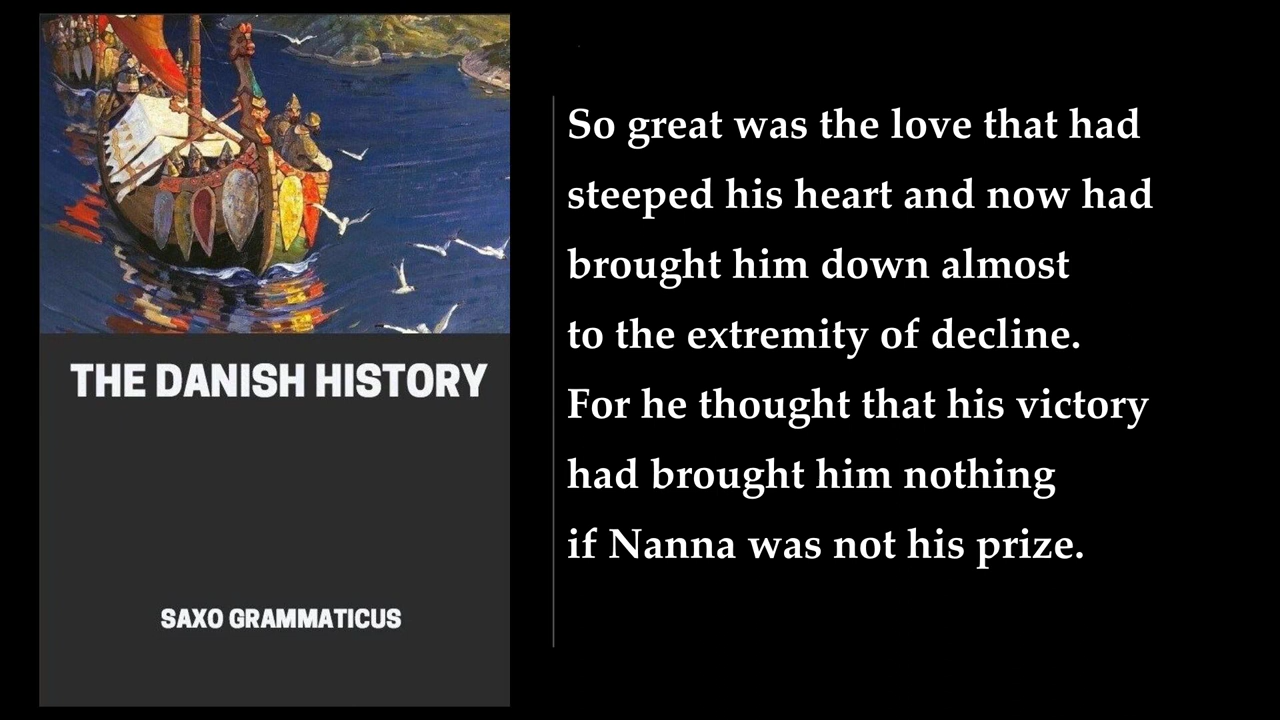 THE DANISH HISTORY
SAXO GRAMMATICUS
So great was the love that had
steeped his heart and now had
brought him down almost
to the extremity of decline.
For he thought that his victory
had brought him nothing
if Nanna was not his prize.